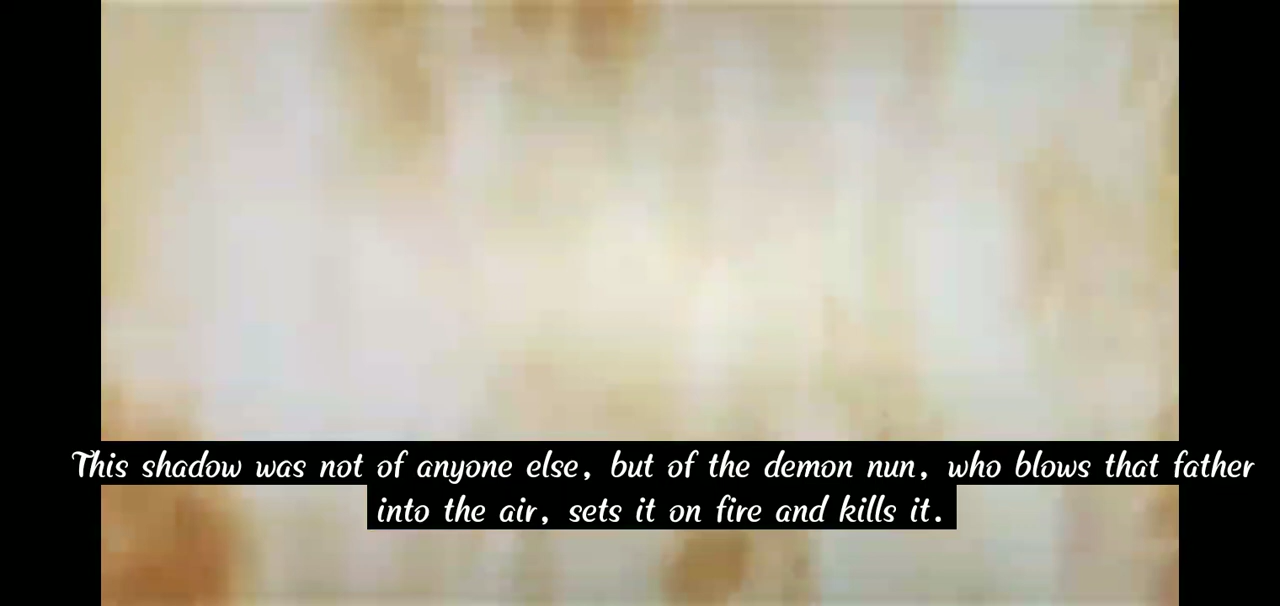 This shadow was not of anyone else, but of the demon nun, who blows that father
into the air, sets it on fire and kills it.